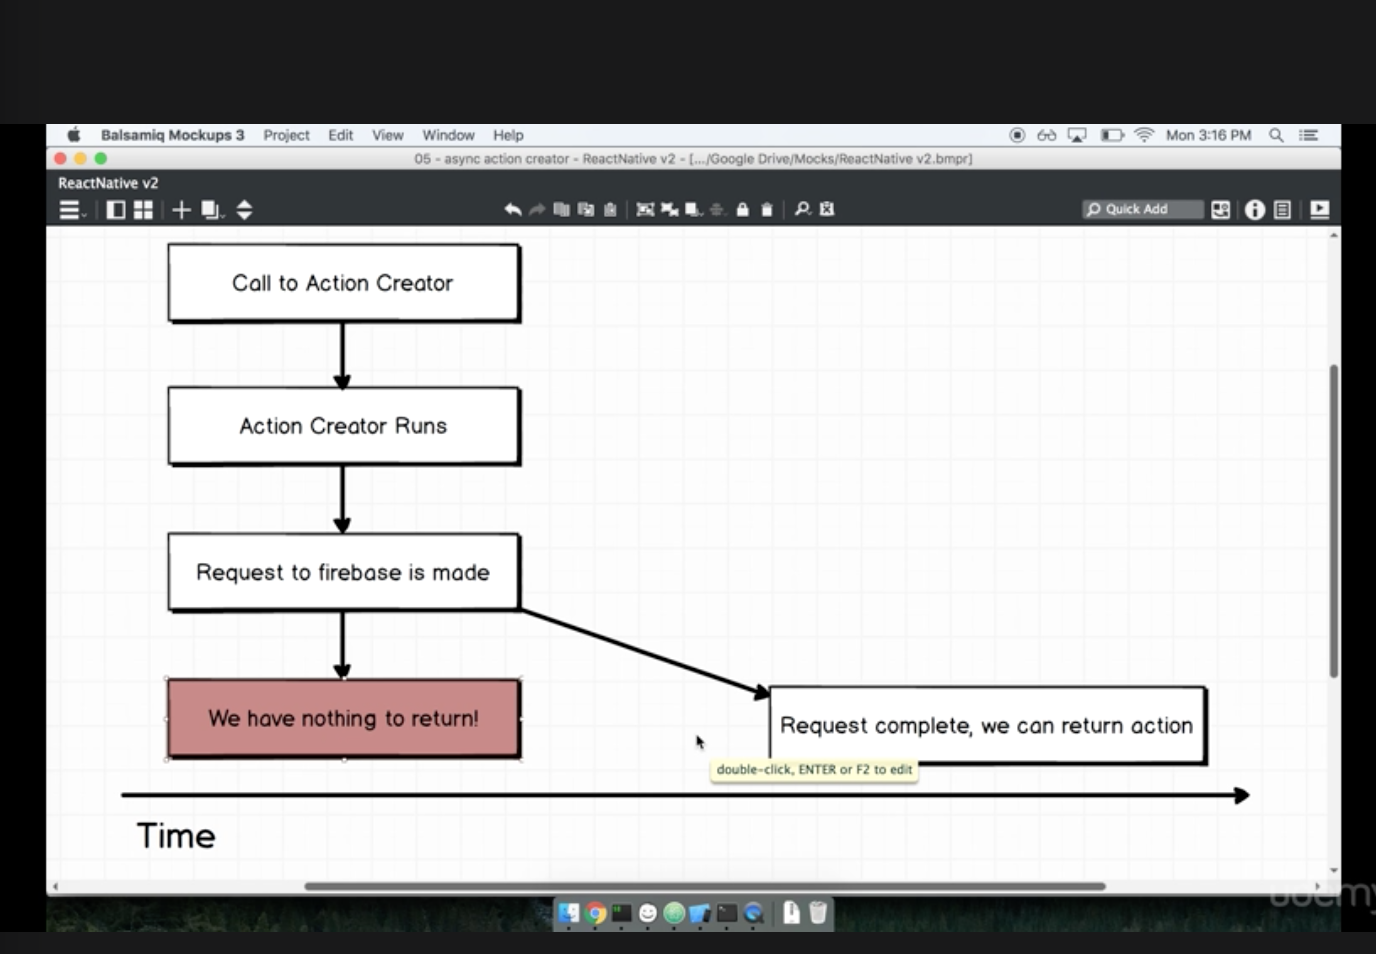 Balsamiq Mockups 3 Project Edit View Window Help Mon 3:16 PM
05 - async action creator - ReactNative v2 - [.../Google Drive/Mocks/ReactNative v2.bmpr]
ReactNative v2
Quick Add
Call to Action Creator
Action Creator Runs
Request to firebase is made
We have nothing to return!
Request complete, we can return action
double-click, ENTER or F2 to edit
Time
udemy